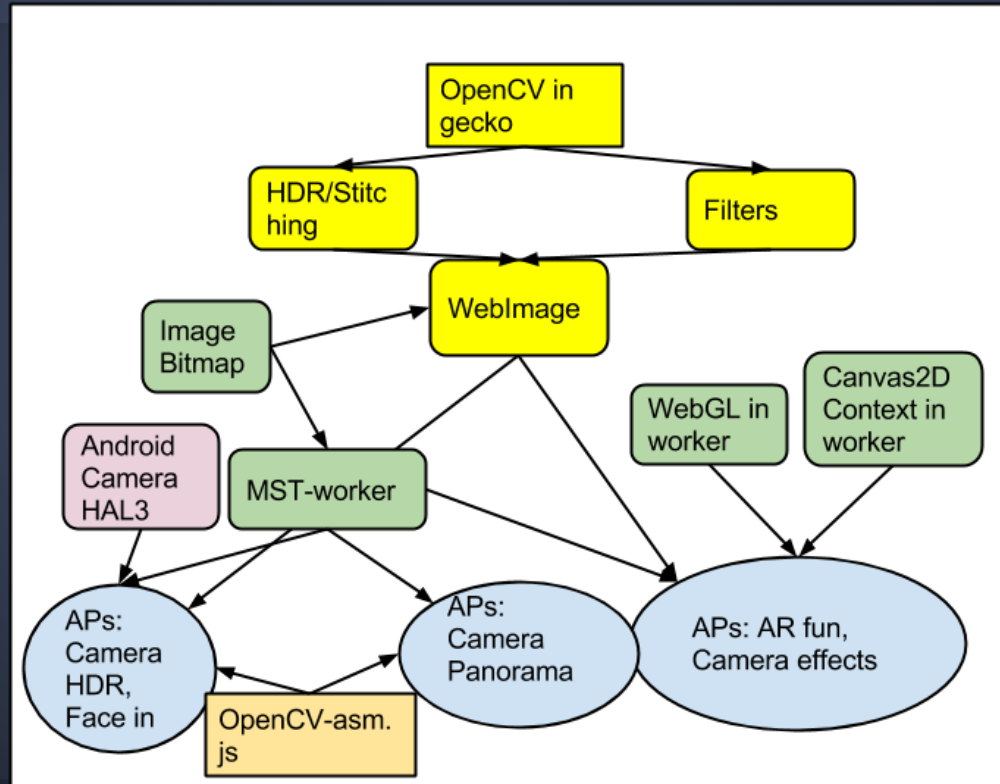 OpenCV in
gecko
HDR/Stitc
hing
Filters
WebImage
Image
Bitmap
WebGL in
worker
Canvas2D
Context in
worker
Android
Camera
HAL3
MST-worker
APs:
Camera
HDR,
Face in
APs:
Camera
Panorama
APs: AR fun,
Camera effects
OpenCV-asm.
js